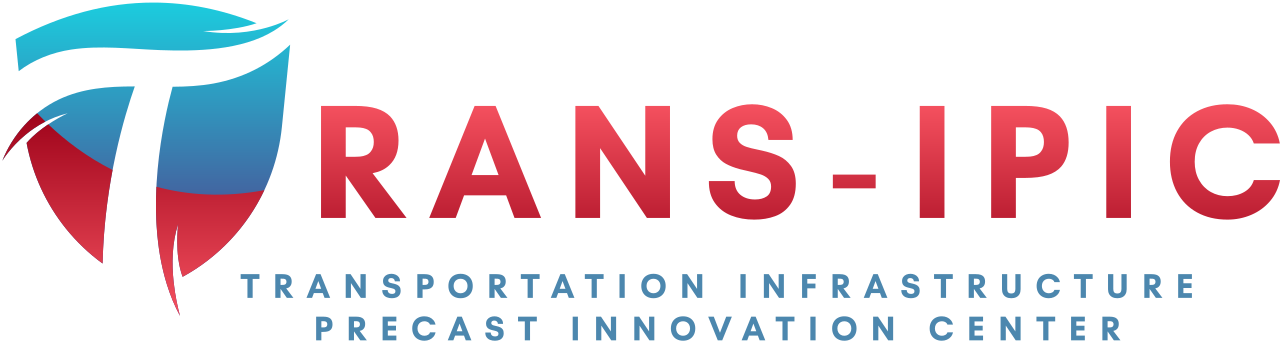 TRANS-IPIC
TRANSPORTATION INFRASTRUCTURE
PRECAST INNOVATION CENTER